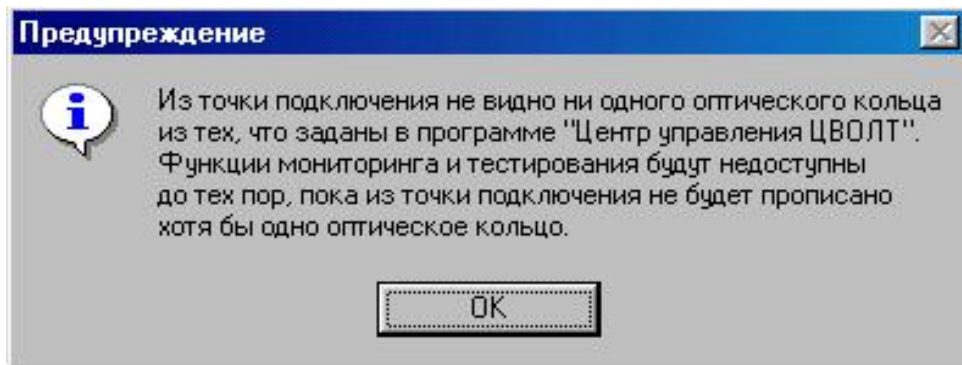 Предупреждение
Из точки подключения не видно ни одного оптического кольца
из тех, что заданы в программе "Центр управления ЦВОЛТ".
Функции мониторинга и тестирования будут недоступны
до тех пор, пока из точки подключения не будет прописано
хотя бы одно оптическое кольцо.
OK